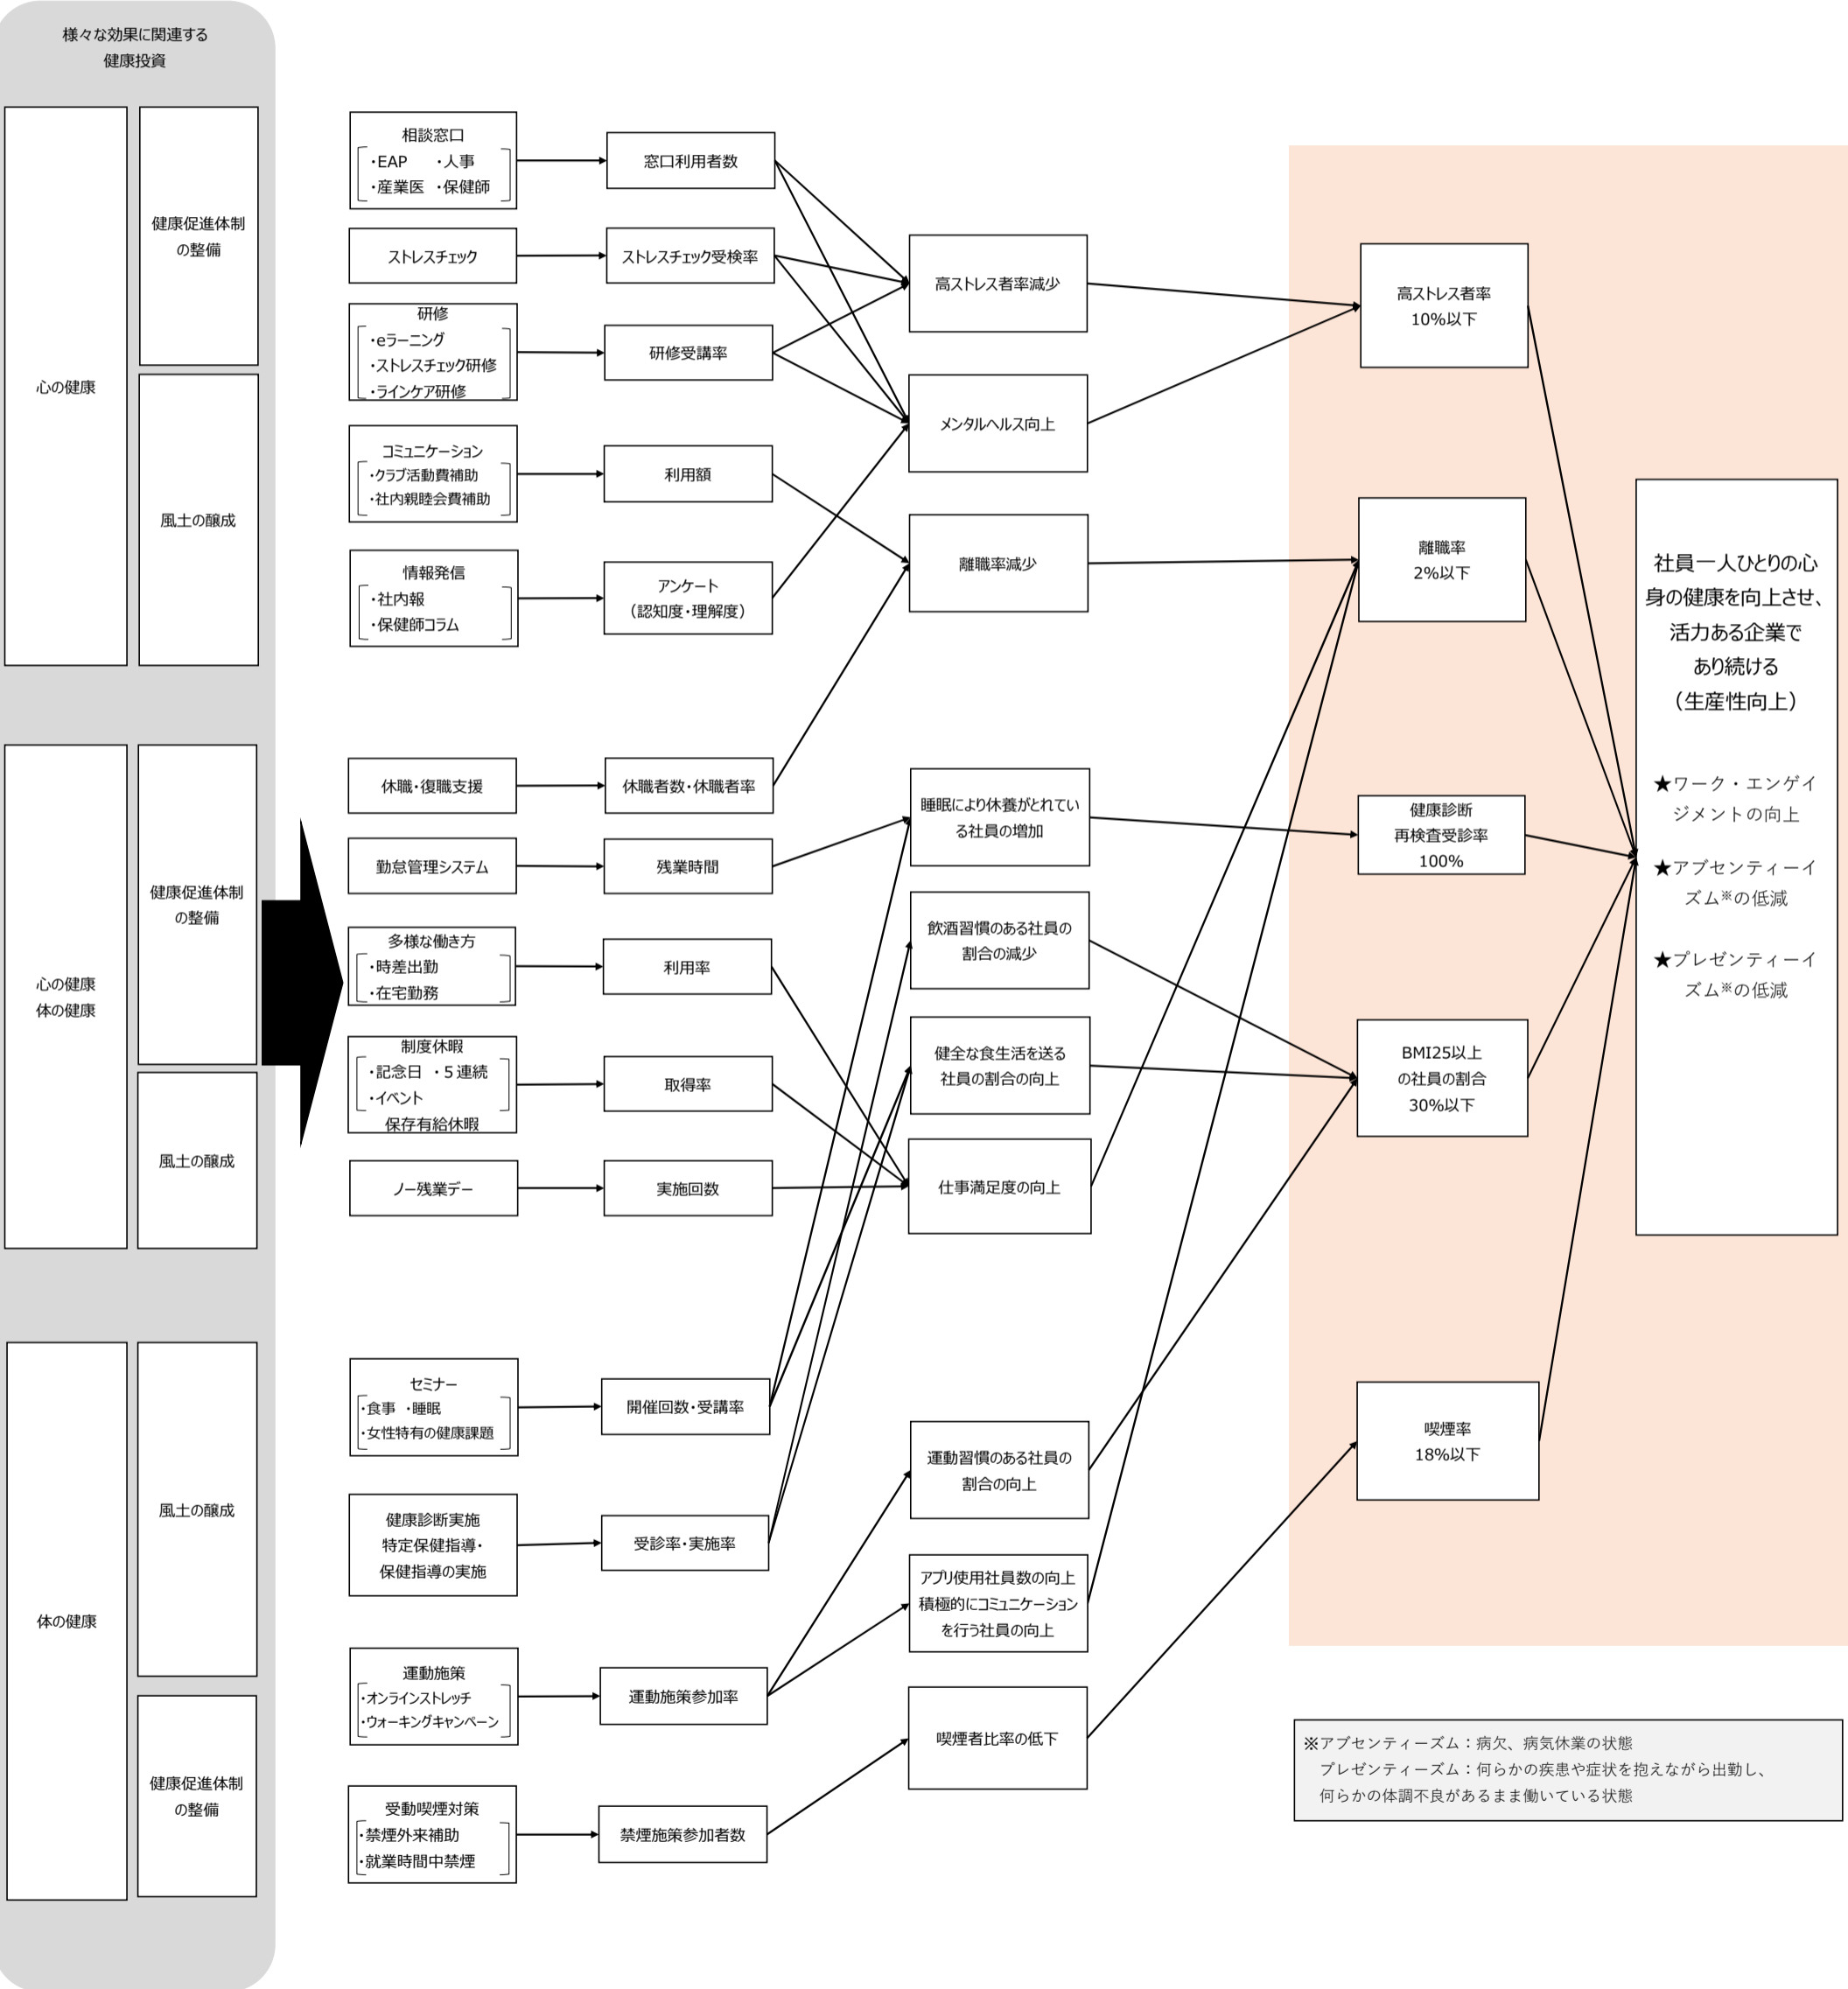 様々な効果に関連する
健康投資
心の健康
健康促進体制
の整備
風土の醸成
心の健康
体の健康
健康促進体制
の整備
風土の醸成
体の健康
風土の醸成
健康促進体制
の整備
相談窓口
・EAP ・人事
・産業医 ・保健師
ストレスチェック
研修
・eラーニング
・ストレスチェック研修
・ラインケア研修
コミュニケーション
・クラブ活動費補助
・社内親睦会費補助
情報発信
・社内報
・保健師コラム
休職・復職支援
勤怠管理システム
多様な働き方
・時差出勤
・在宅勤務
制度休暇
・記念日 ・5連続
・イベント
保存有給休暇
ノー残業デー
セミナー
・食事 ・睡眠
・女性特有の健康課題
健康診断実施
特定保健指導・
保健指導の実施
運動施策
・オンラインストレッチ
・ウォーキングキャンペーン
受動喫煙対策
・禁煙外来補助
・就業時間中禁煙
窓口利用者数
ストレスチェック受検率
研修受講率
利用額
アンケート
（認知度・理解度）
休職者数・休職者率
残業時間
利用率
取得率
実施回数
開催回数・受講率
受診率・実施率
運動施策参加率
禁煙施策参加者数
高ストレス者率減少
メンタルヘルス向上
離職率減少
睡眠により休養がとれてい
る社員の増加
飲酒習慣のある社員の
割合の減少
健全な食生活を送る
社員の割合の向上
仕事満足度の向上
運動習慣のある社員の
割合の向上
アプリ使用社員数の向上
積極的にコミュニケーション
を行う社員の向上
喫煙者比率の低下
高ストレス者率
10%以下
離職率
2%以下
健康診断
再検査受診率
100%
BMI25以上
の社員の割合
30%以下
喫煙率
18%以下
社員一人ひとりの心
身の健康を向上させ、
活力ある企業で
あり続ける
（生産性向上）
★ワーク・エンゲイ
ジメントの向上
★アブセンティーイ
ズム※の低減
★プレゼンティーイ
ズム※の低減
※アブセンティーズム：病欠、病気休業の状態
プレゼンティーズム：何らかの疾患や症状を抱えながら出勤し、
何らかの体調不良があるまま働いている状態